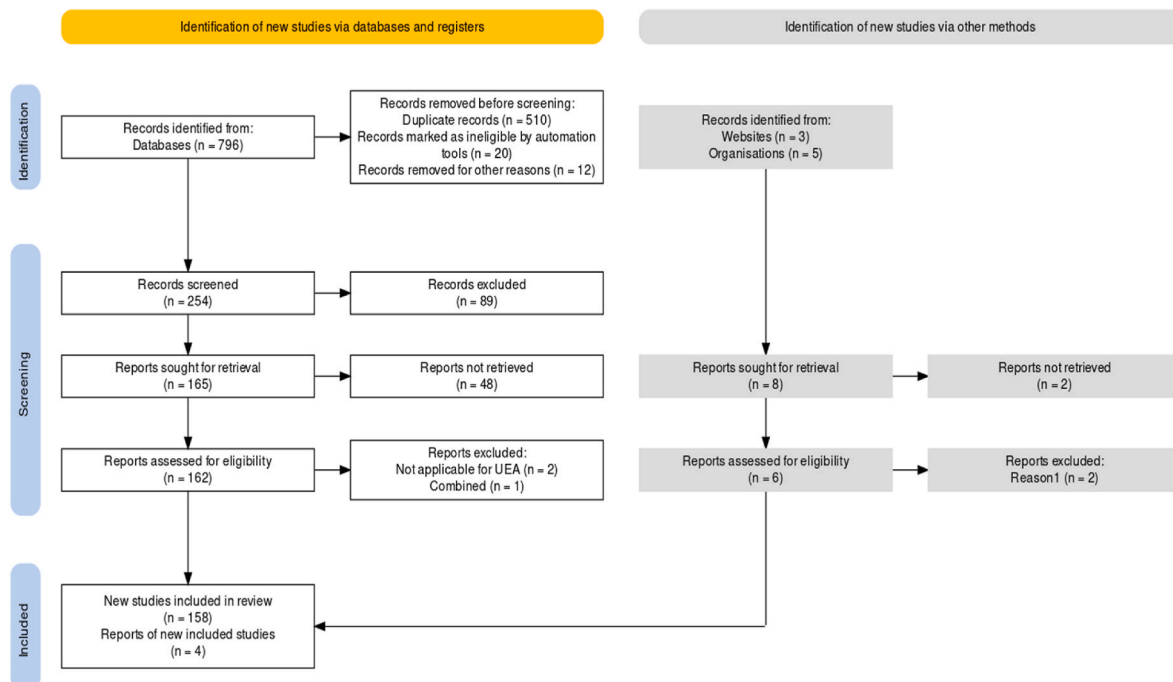 Identification of new studies via databases and registers
Identification of new studies via other methods
Identification
Records identified from:
Databases (n = 796)
Records removed before screening:
Duplicate records (n = 510)
Records marked as ineligible by automation
tools (n = 20)
Records removed for other reasons (n = 12)
Records identified from:
Websites (n = 3)
Organisations (n = 5)
Screening
Records screened
(n = 254)
Records excluded
(n = 89)
Reports sought for retrieval
(n = 165)
Reports not retrieved
(n = 48)
Reports sought for retrieval
(n = 8)
Reports not retrieved
(n = 2)
Reports assessed for eligibility
(n = 162)
Reports excluded:
Not applicable for UEA (n = 2)
Combined (n = 1)
Reports assessed for eligibility
(n = 6)
Reports excluded:
Reason1 (n = 2)
Included
New studies included in review
(n = 158)
Reports of new included studies
(n = 4)